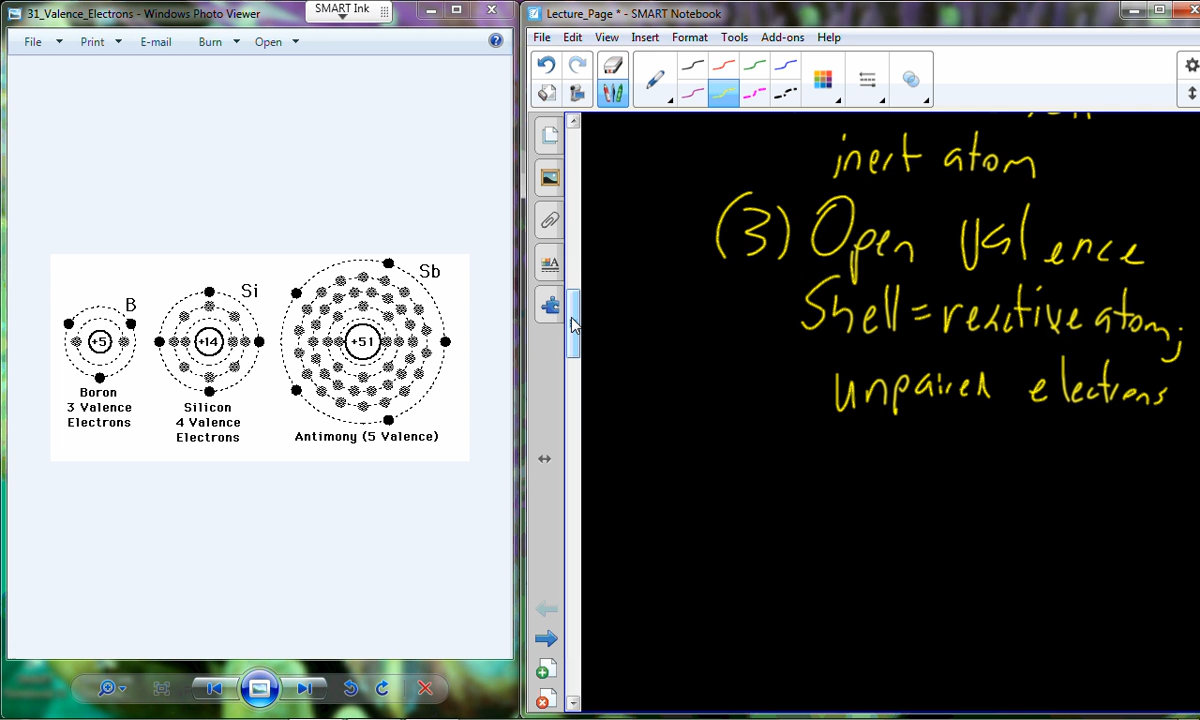 31_Valence_Electrons - Windows Photo Viewer
SMART Ink
File Print E-mail Burn Open
B
Si
Sb
+5
+14
+51
Boron
3 Valence
Electrons
Silicon
4 Valence
Electrons
Antimony (5 Valence)
Lecture_Page * - SMART Notebook
File Edit View Insert Format Tools Add-ons Help
inert atom
(3) Open valence
Shell = reactive atom;
unpaired electrons